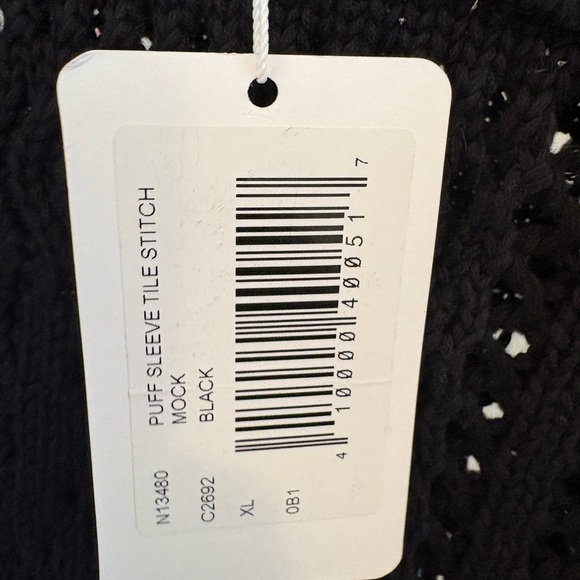 N13480 PUFF SLEEVE TILE STITCH
MOCK
C2692 BLACK
XL
0B1
4 10000 40051 7